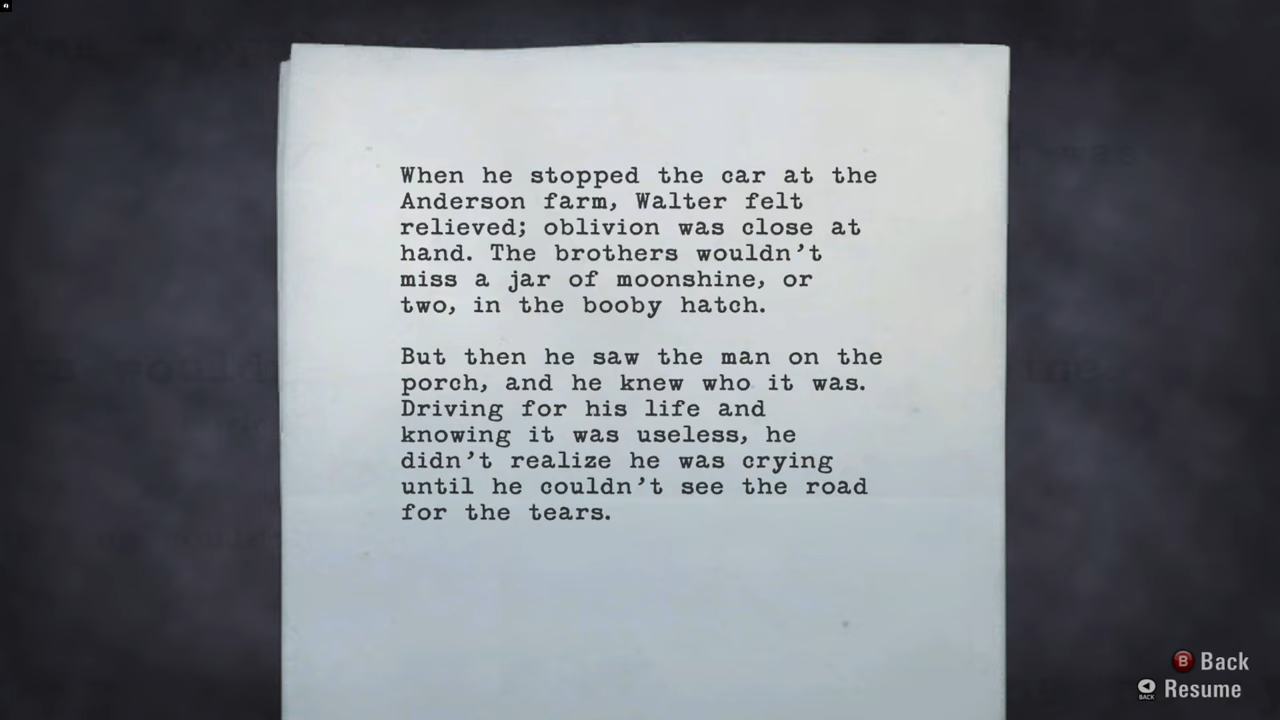 When he stopped the car at the
Anderson farm, Walter felt
relieved; oblivion was close at
hand. The brothers wouldn't
miss a jar of moonshine, or
two, in the booby hatch.
But then he saw the man on the
porch, and he knew who it was.
Driving for his life and
knowing it was useless, he
didn't realize he was crying
until he couldn't see the road
for the tears.
B Back
BACK Resume